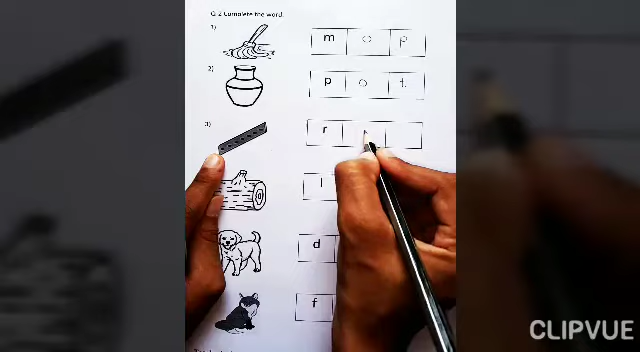 Q-2 Complete the word.
1) m o p
2) p o t
3) r
l
d
f
CLIPVUE